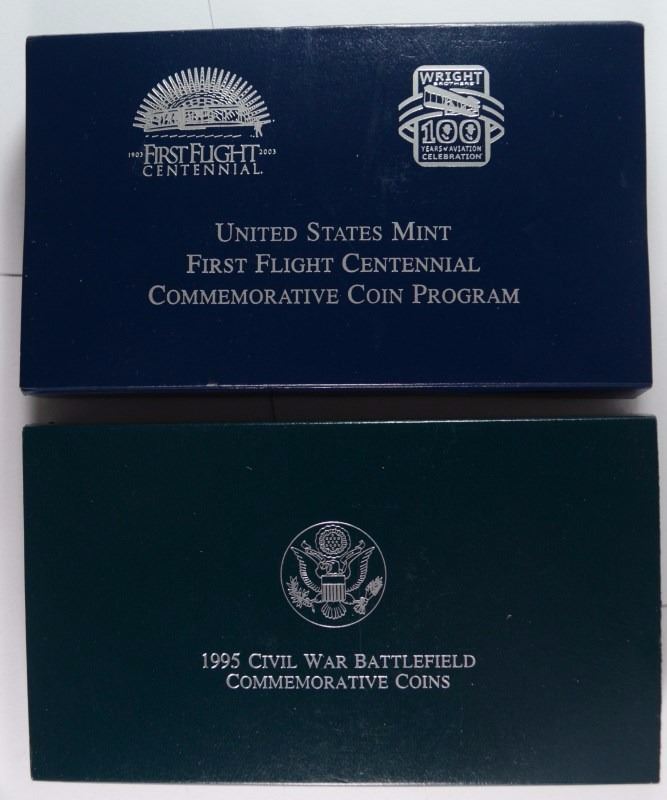 1903 FIRST FLIGHT 2003
CENTENNIAL.
WRIGHT
BROTHERS
100
YEARS of AVIATION
CELEBRATION
UNITED STATES MINT
FIRST FLIGHT CENTENNIAL
COMMEMORATIVE COIN PROGRAM
1995 CIVIL WAR BATTLEFIELD
COMMEMORATIVE COINS